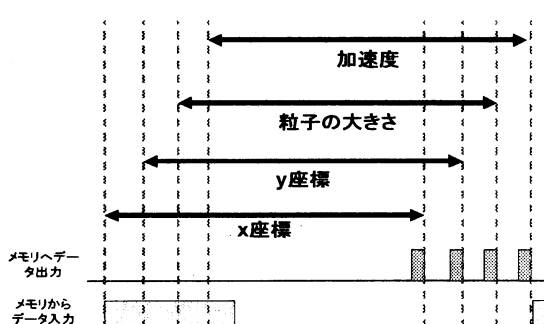 加速度
粒子の大きさ
y座標
x座標
メモリへデー
タ出力
メモリから
データ入力